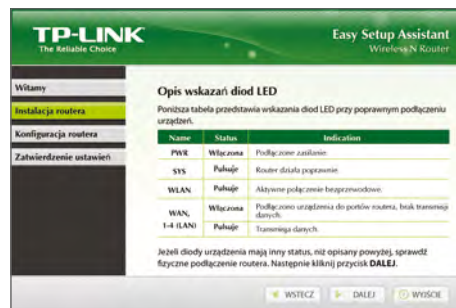 TP-LINK
The Reliable Choice
Easy Setup Assistant
Wireless N Router
Witamy
Instalacja routera
Konfiguracja routera
Zatwierdzenie ustawień
Opis wskazań diod LED
Poniższa tabela przedstawia wskazania diod LED przy poprawnym podłączeniu
urządzeń.
Name Status Indication
PWR Włączona Podłączone zasilanie.
SYS Pulsuje Router działa poprawnie.
WLAN Pulsuje Aktywne połączenie bezprzewodowe.
WAN, 1-4 (LAN) Włączona Podłączono urządzenia do portów routera, brak transmisji
danych.
Pulsuje Transmisja danych.
Jeżeli diody urządzenia mają inny status, niż opisany powyżej, sprawdź
fizyczne podłączenie routera. Następnie kliknij przycisk DALEJ.
WSTECZ DALEJ WYJŚCIE